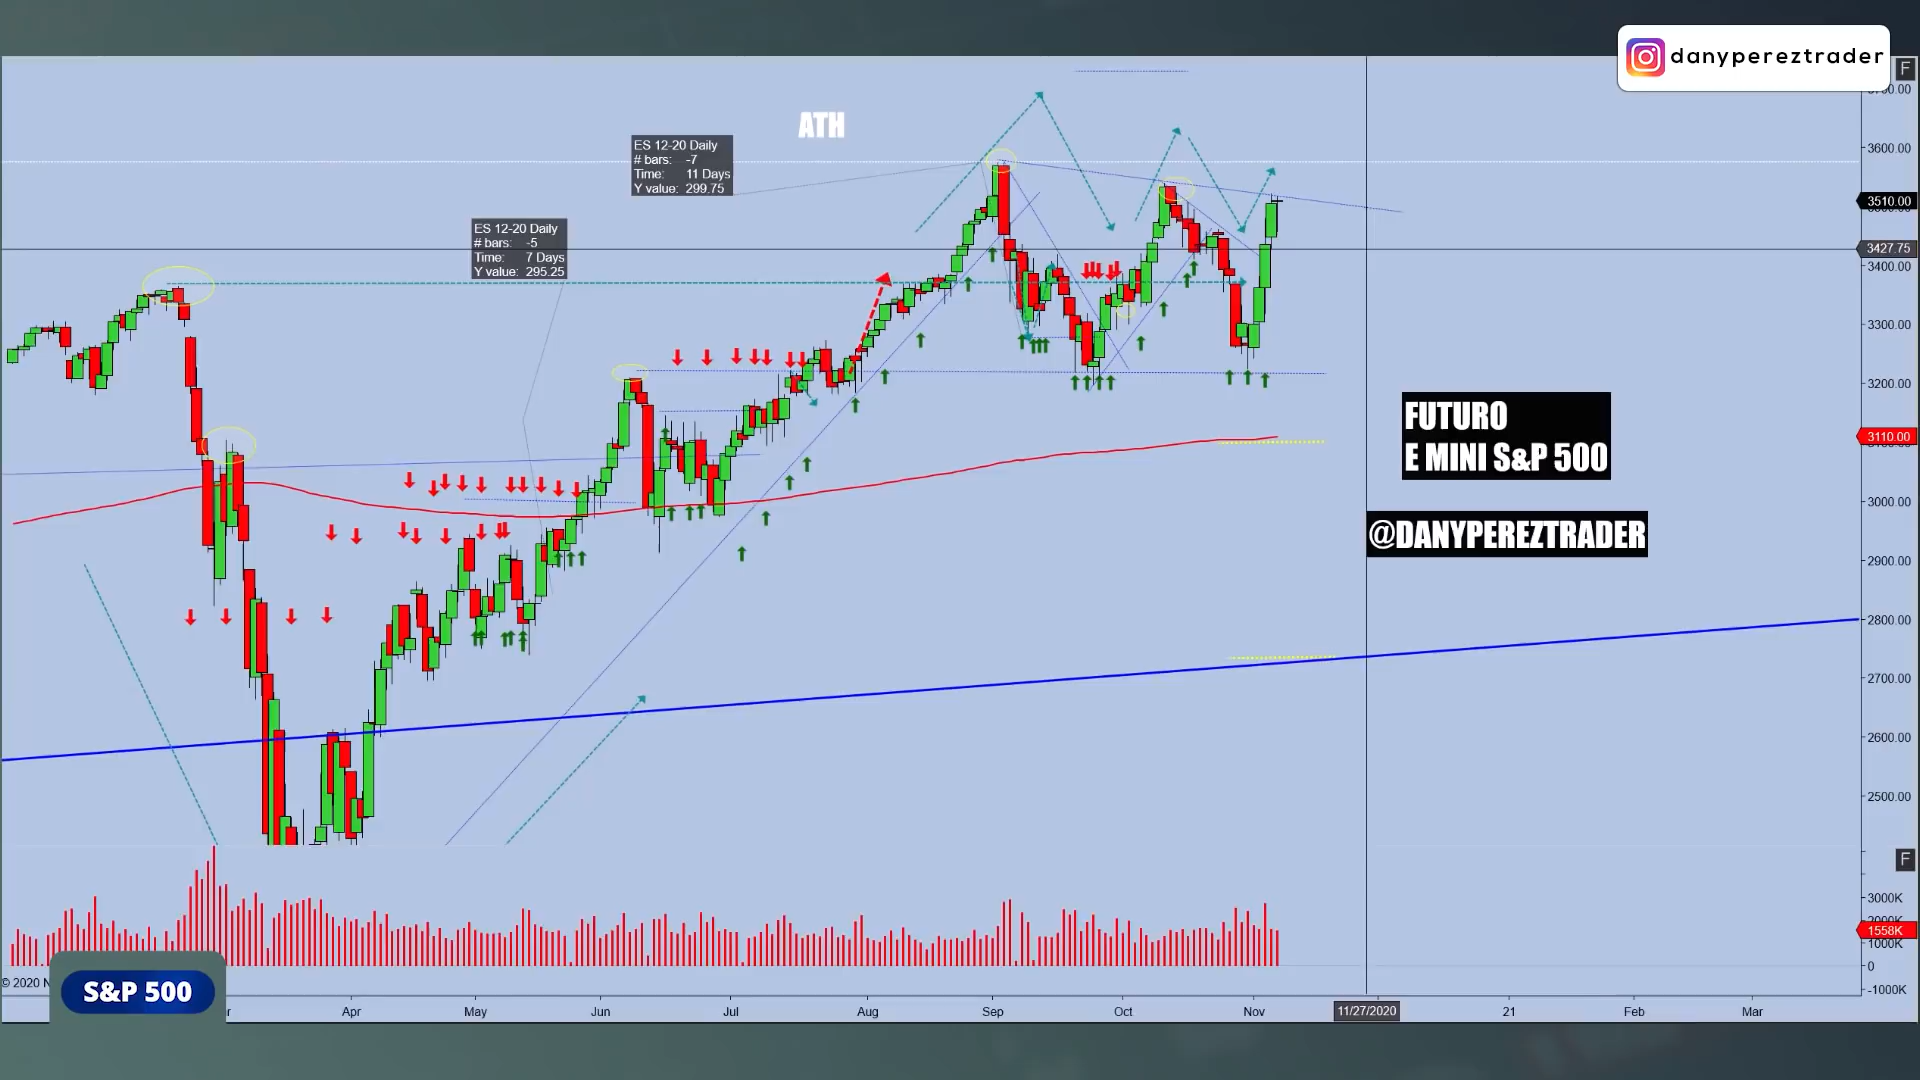 danypereztrader
F
3700.00
ATH
ES 12-20 Daily
# bars: -7
Time: 11 Days
Y value: 299.75
3600.00
3510.00
ES 12-20 Daily
# bars: -5
Time: 7 Days
Y value: 295.25
3427.75
3400.00
3300.00
3200.00
FUTURO
E MINI S&P 500
3110.00
3000.00
@DANYPEREZTRADER
2900.00
2800.00
2700.00
2600.00
2500.00
F
3000K
2000K
1558K
1000K
0
-1000K
© 2020 N
S&P 500
Apr
May
Jun
Jul
Aug
Sep
Oct
Nov
11/27/2020
21
Feb
Mar